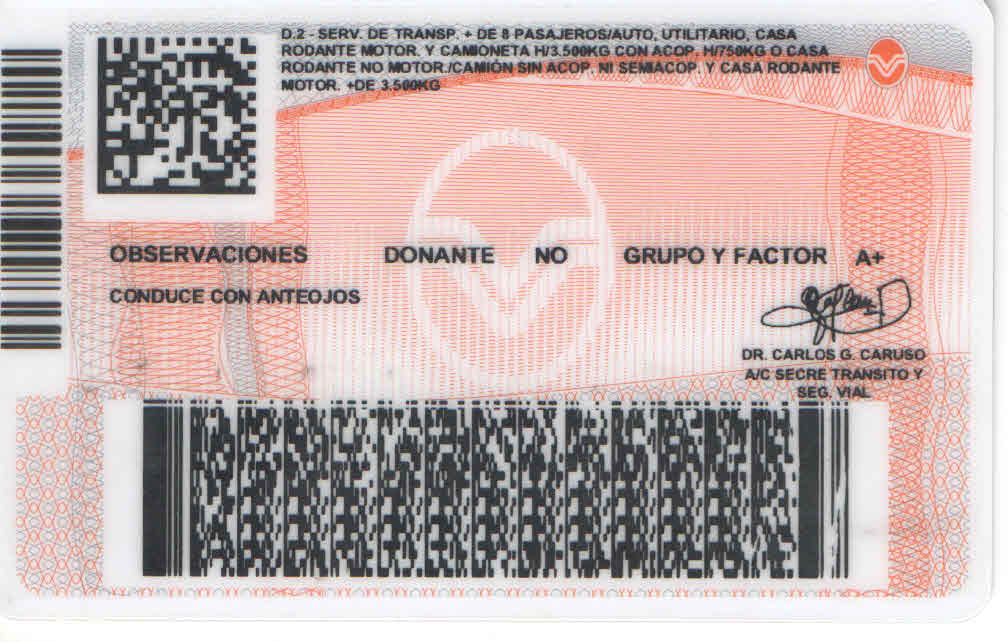 D.2 - SERV. DE TRANSP. + DE 8 PASAJEROS/AUTO, UTILITARIO, CASA
RODANTE MOTOR. Y CAMIONETA H/3.500KG CON ACOP. H/750KG O CASA
RODANTE NO MOTOR./CAMIÓN SIN ACOP. NI SEMIACOP. Y CASA RODANTE
MOTOR. +DE 3.500KG
OBSERVACIONES DONANTE NO GRUPO Y FACTOR A+
CONDUCE CON ANTEOJOS
DR. CARLOS G. CARUSO
A/C SECRE TRANSITO Y
SEG. VIAL